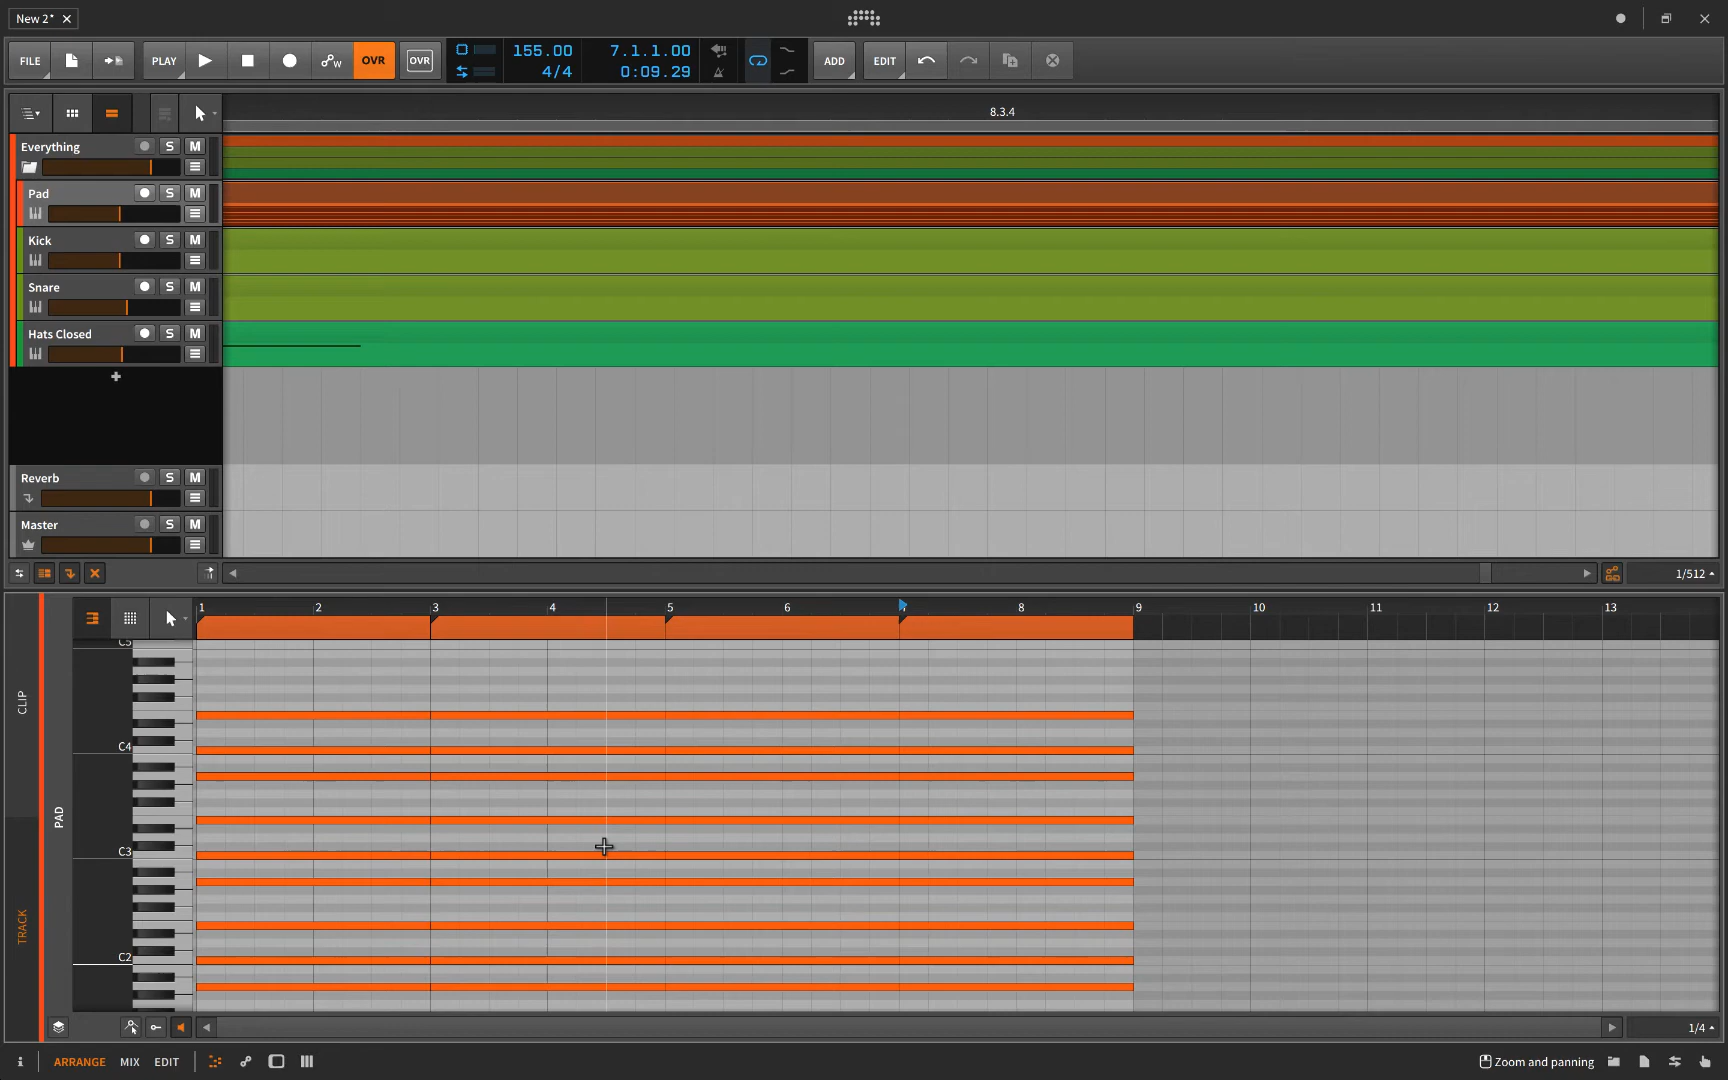 New 2*
FILE
PLAY
OVR
OVR
155.00
4/4
7.1.1.00
0:09.29
ADD
EDIT
8.3.4
Everything
S M
Pad
S M
Kick
S M
Snare
S M
Hats Closed
S M
Reverb
S M
Master
S M
1/512
1 2 3 4 5 6 8 9 10 11 12 13
CLIP
TRACK
PAD
C5
C4
C3
C2
1/4
i ARRANGE MIX EDIT
Zoom and panning